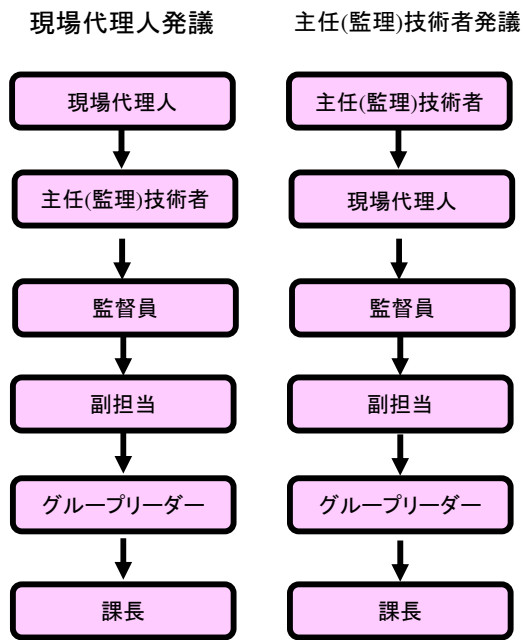 現場代理人発議
現場代理人
主任(監理)技術者
監督員
副担当
グループリーダー
課長
主任(監理)技術者発議
主任(監理)技術者
現場代理人
監督員
副担当
グループリーダー
課長